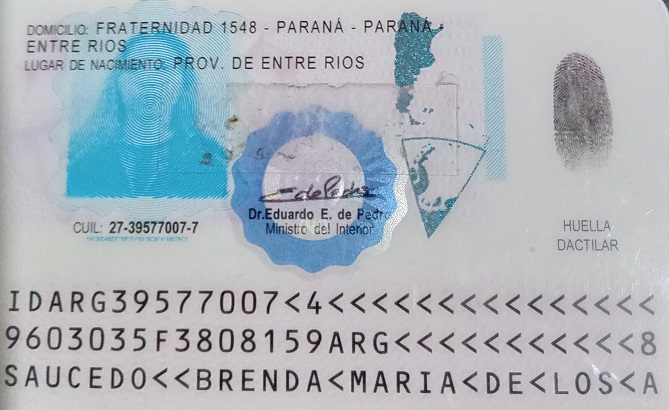 DOMICILIO: FRATERNIDAD 1548 - PARANÁ - PARANÁ -
ENTRE RIOS
LUGAR DE NACIMIENTO: PROV. DE ENTRE RIOS
Dr.Eduardo E. de Pedro
Ministro del Interior
CUIL: 27-39577007-7
HUELLA
DACTILAR
IDARG39577007<4<<<<<<<<<<<<<<<
9603035F3808159ARG<<<<<<<<<<<8
SAUCEDO<<BRENDA<MARIA<DE<LOS<A